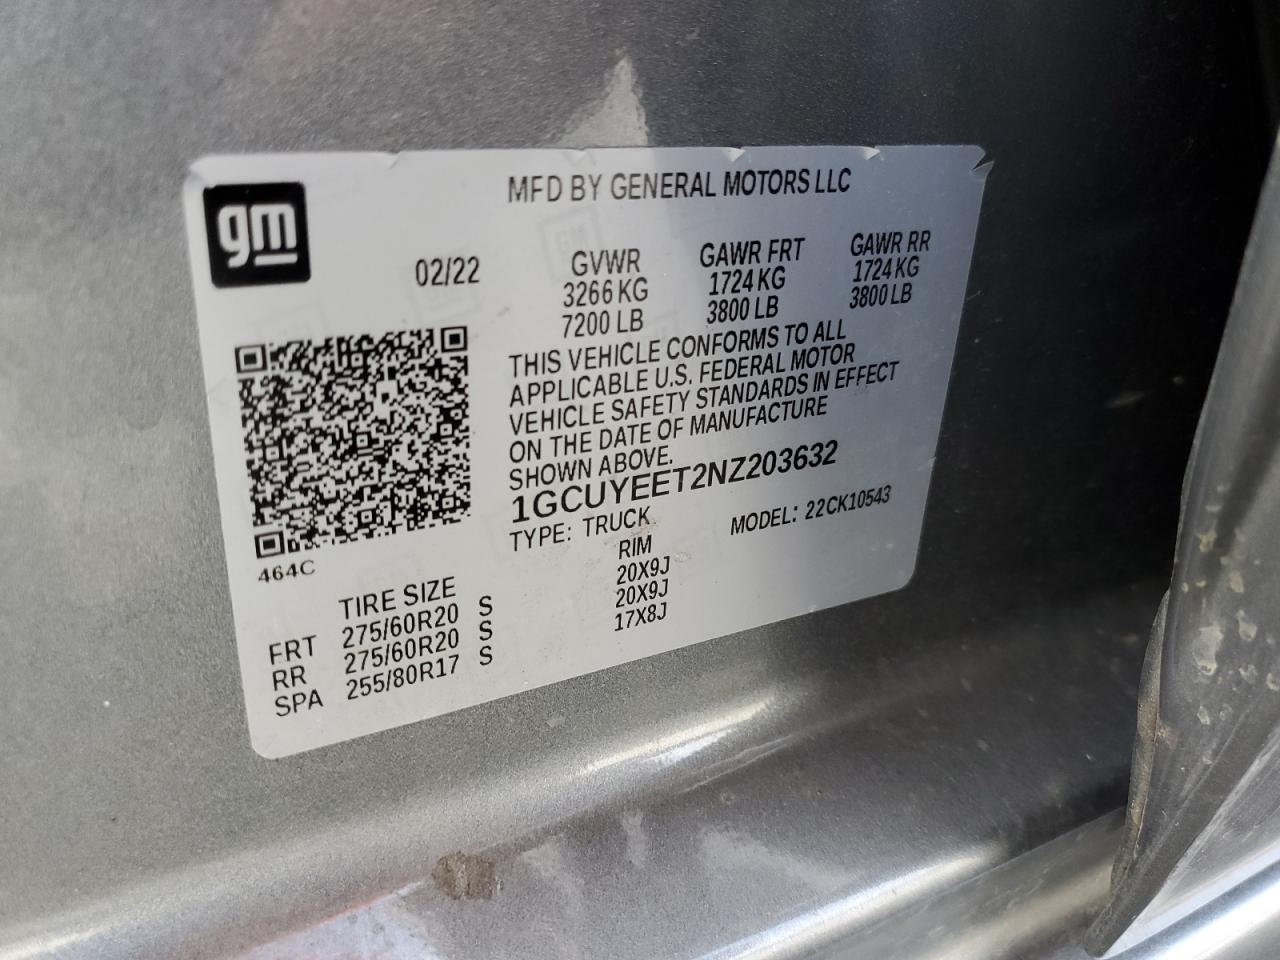 gm
MFD BY GENERAL MOTORS LLC
02/22
GVWR
3266 KG
7200 LB
GAWR FRT
1724 KG
3800 LB
GAWR RR
1724 KG
3800 LB
THIS VEHICLE CONFORMS TO ALL
APPLICABLE U.S. FEDERAL MOTOR
VEHICLE SAFETY STANDARDS IN EFFECT
ON THE DATE OF MANUFACTURE
SHOWN ABOVE.
1GCUYEET2NZ203632
TYPE: TRUCK MODEL: 22CK10543
464C
TIRE SIZE RIM
FRT 275/60R20 S 20X9J
RR 275/60R20 S 20X9J
SPA 255/80R17 S 17X8J